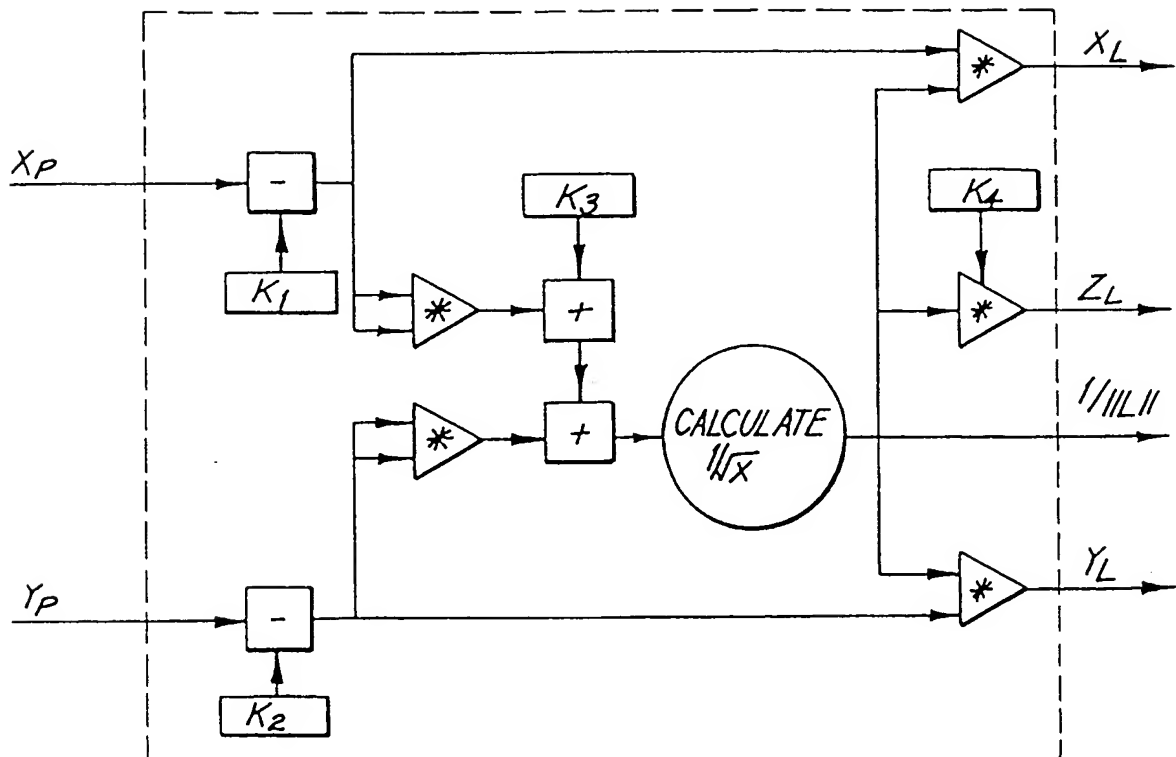 XL
*
XP
-
K3
K4
K1
*
+
*
ZL
1/||L||
*
+
CALCULATE
1/√X
YP
-
*
YL
K2